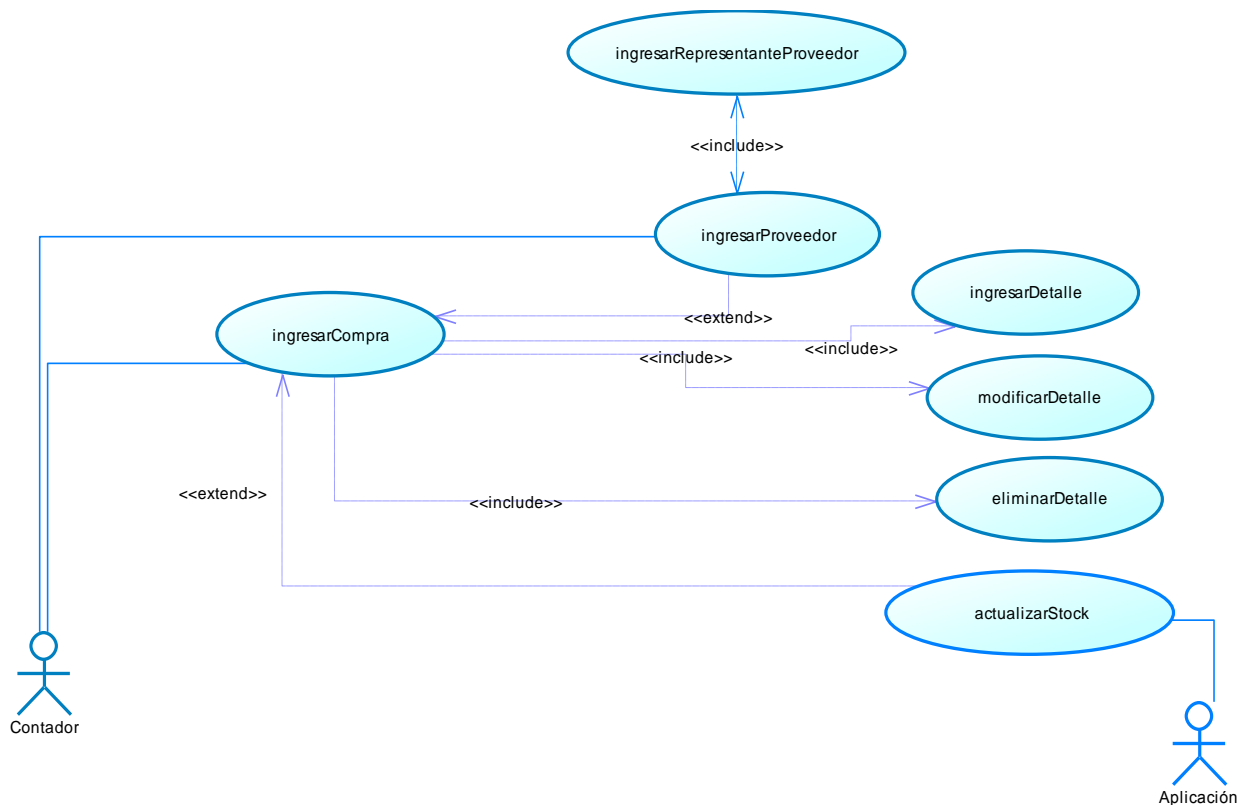 ingresarRepresentanteProveedor
<<include>>
ingresarProveedor
ingresarDetalle
<<extend>>
ingresarCompra
<<include>>
<<include>>
modificarDetalle
<<extend>>
<<include>>
eliminarDetalle
actualizarStock
Contador
Aplicación